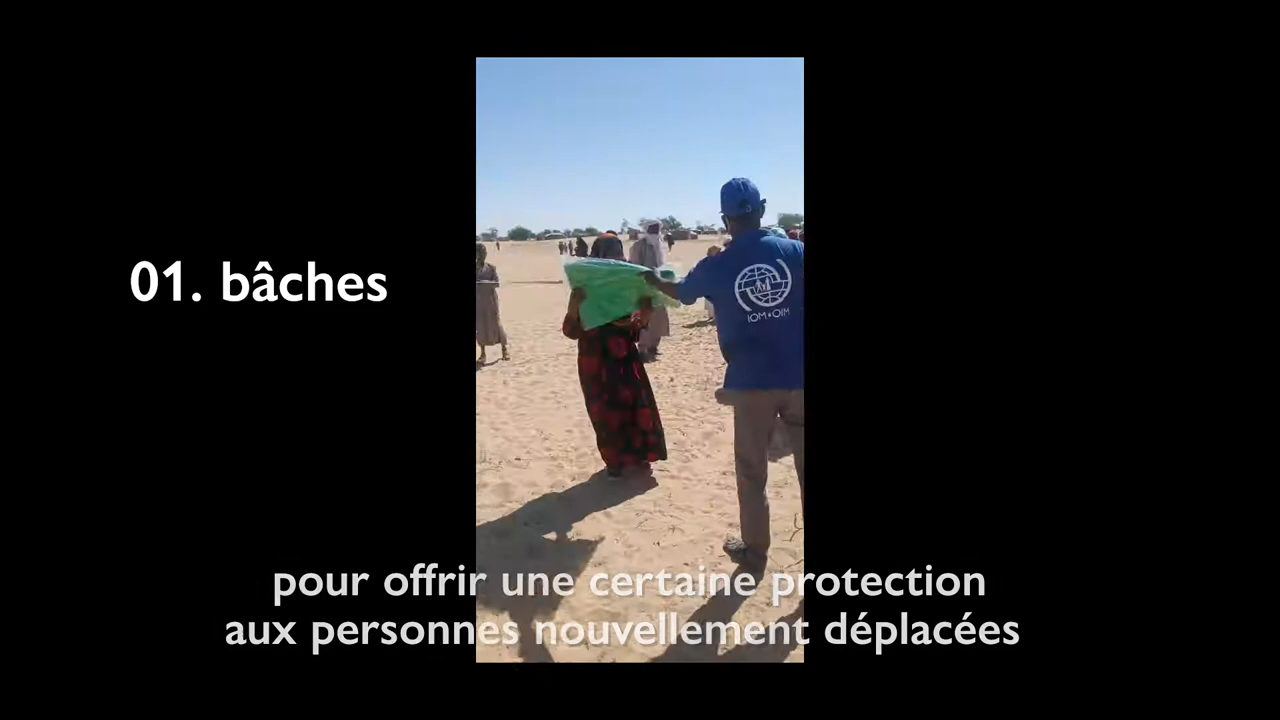 01. bâches
IOM•OIM
pour offrir une certaine protection
aux personnes nouvellement déplacées